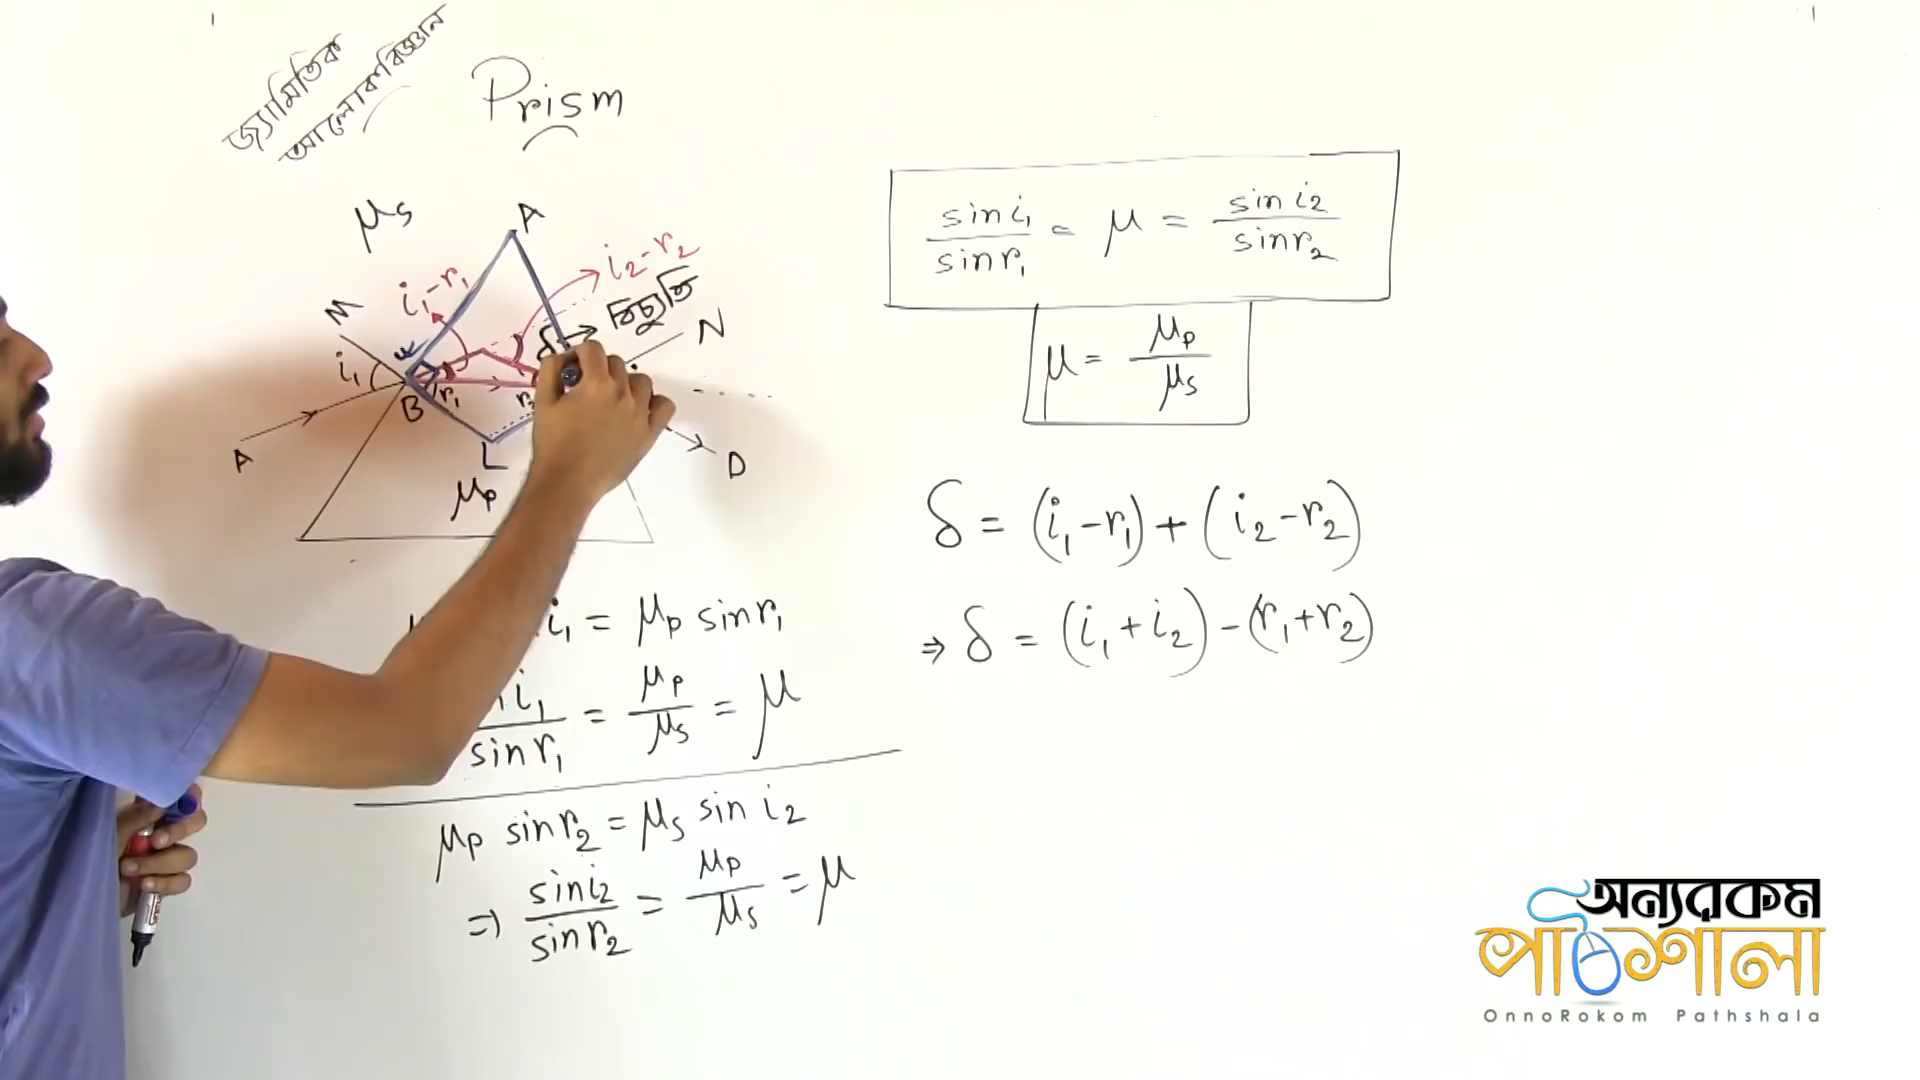 জ্যামিতিক
আলোকবিজ্ঞান
Prism
μs
A
i₁-r₁
i₂-r₂
বিচ্যুতি
M
N
i₁
B
r₁
A
L
D
μp
sin i₁ / sin r₁ = μ = sin i₂ / sin r₂
μ = μp / μs
δ = (i₁-r₁) + (i₂-r₂)
⇒ δ = (i₁+i₂) - (r₁+r₂)
i₁ = μp sin r₁
i₁ / sin r₁ = μp / μs = μ
μp sin r₂ = μs sin i₂
⇒ sin i₂ / sin r₂ = μp / μs = μ
অন্যরকম
পাঠশালা
OnnoRokom Pathshala